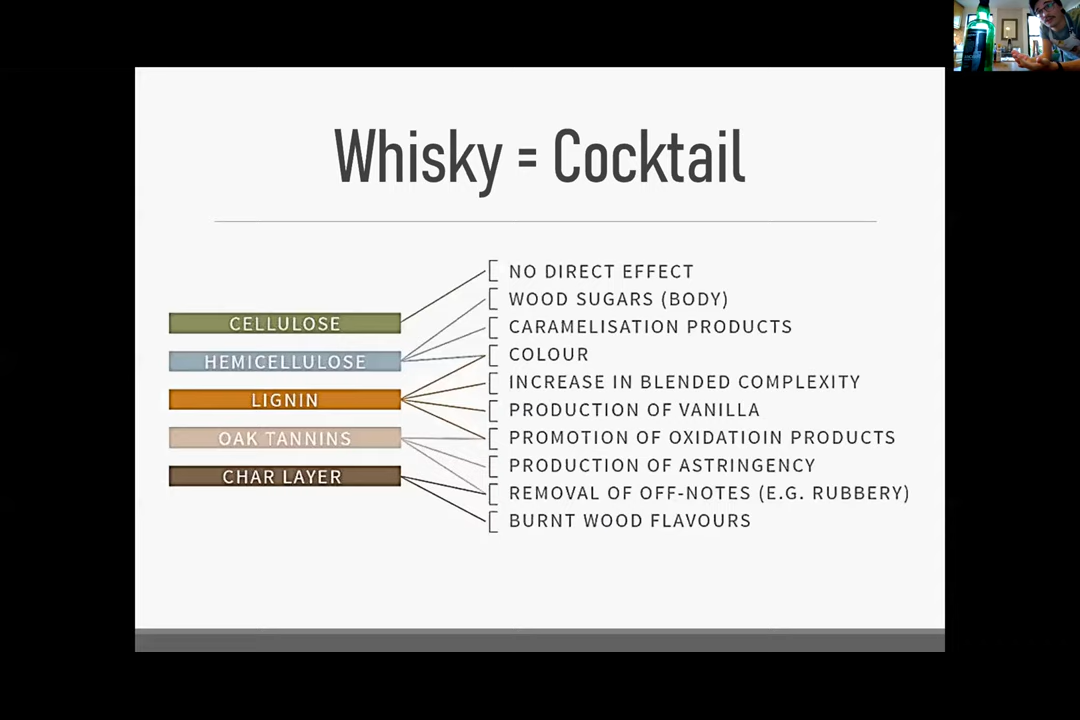 Whisky = Cocktail
CELLULOSE
HEMICELLULOSE
LIGNIN
OAK TANNINS
CHAR LAYER
NO DIRECT EFFECT
WOOD SUGARS (BODY)
CARAMELISATION PRODUCTS
COLOUR
INCREASE IN BLENDED COMPLEXITY
PRODUCTION OF VANILLA
PROMOTION OF OXIDATIOIN PRODUCTS
PRODUCTION OF ASTRINGENCY
REMOVAL OF OFF-NOTES (E.G. RUBBERY)
BURNT WOOD FLAVOURS